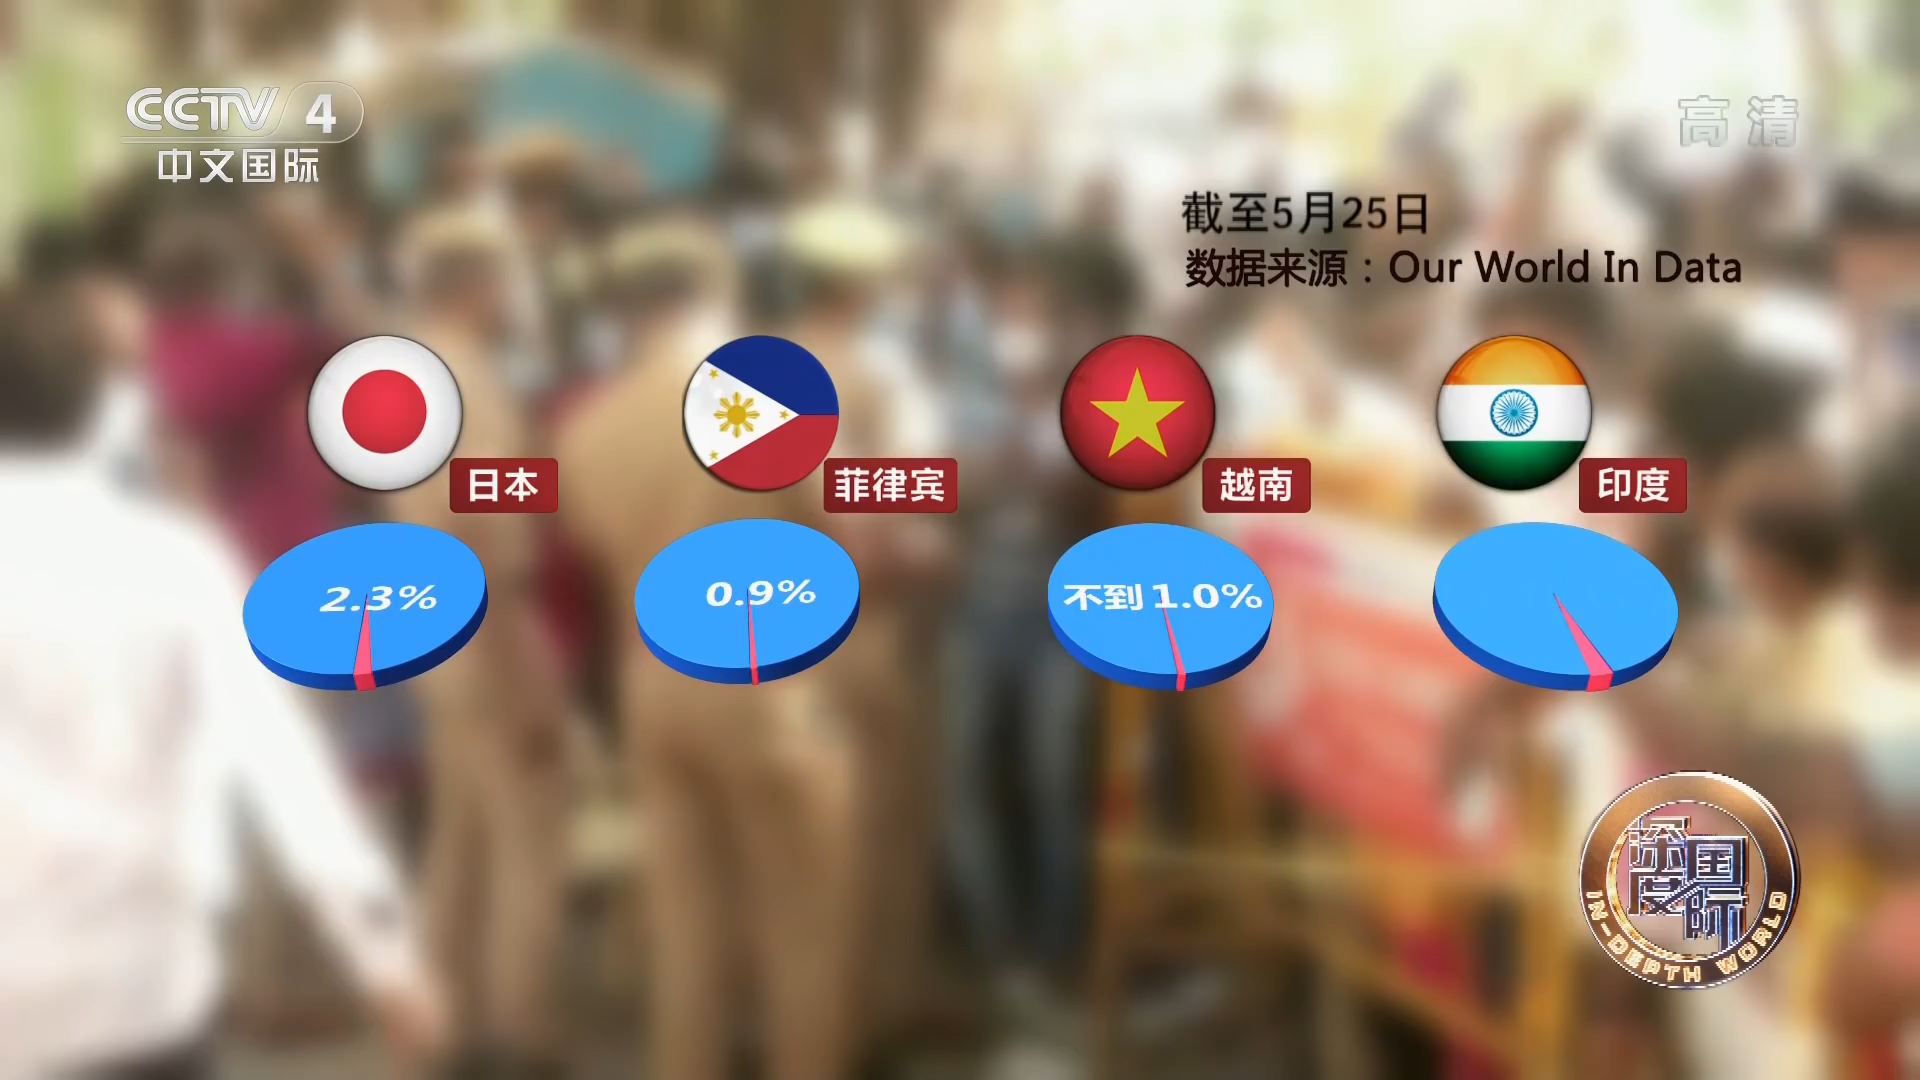 CCTV 4
中文国际
高清
截至5月25日
数据来源：Our World In Data
日本
菲律宾
越南
印度
2.3%
0.9%
不到1.0%
深度
国际
IN-DEPTH WORLD